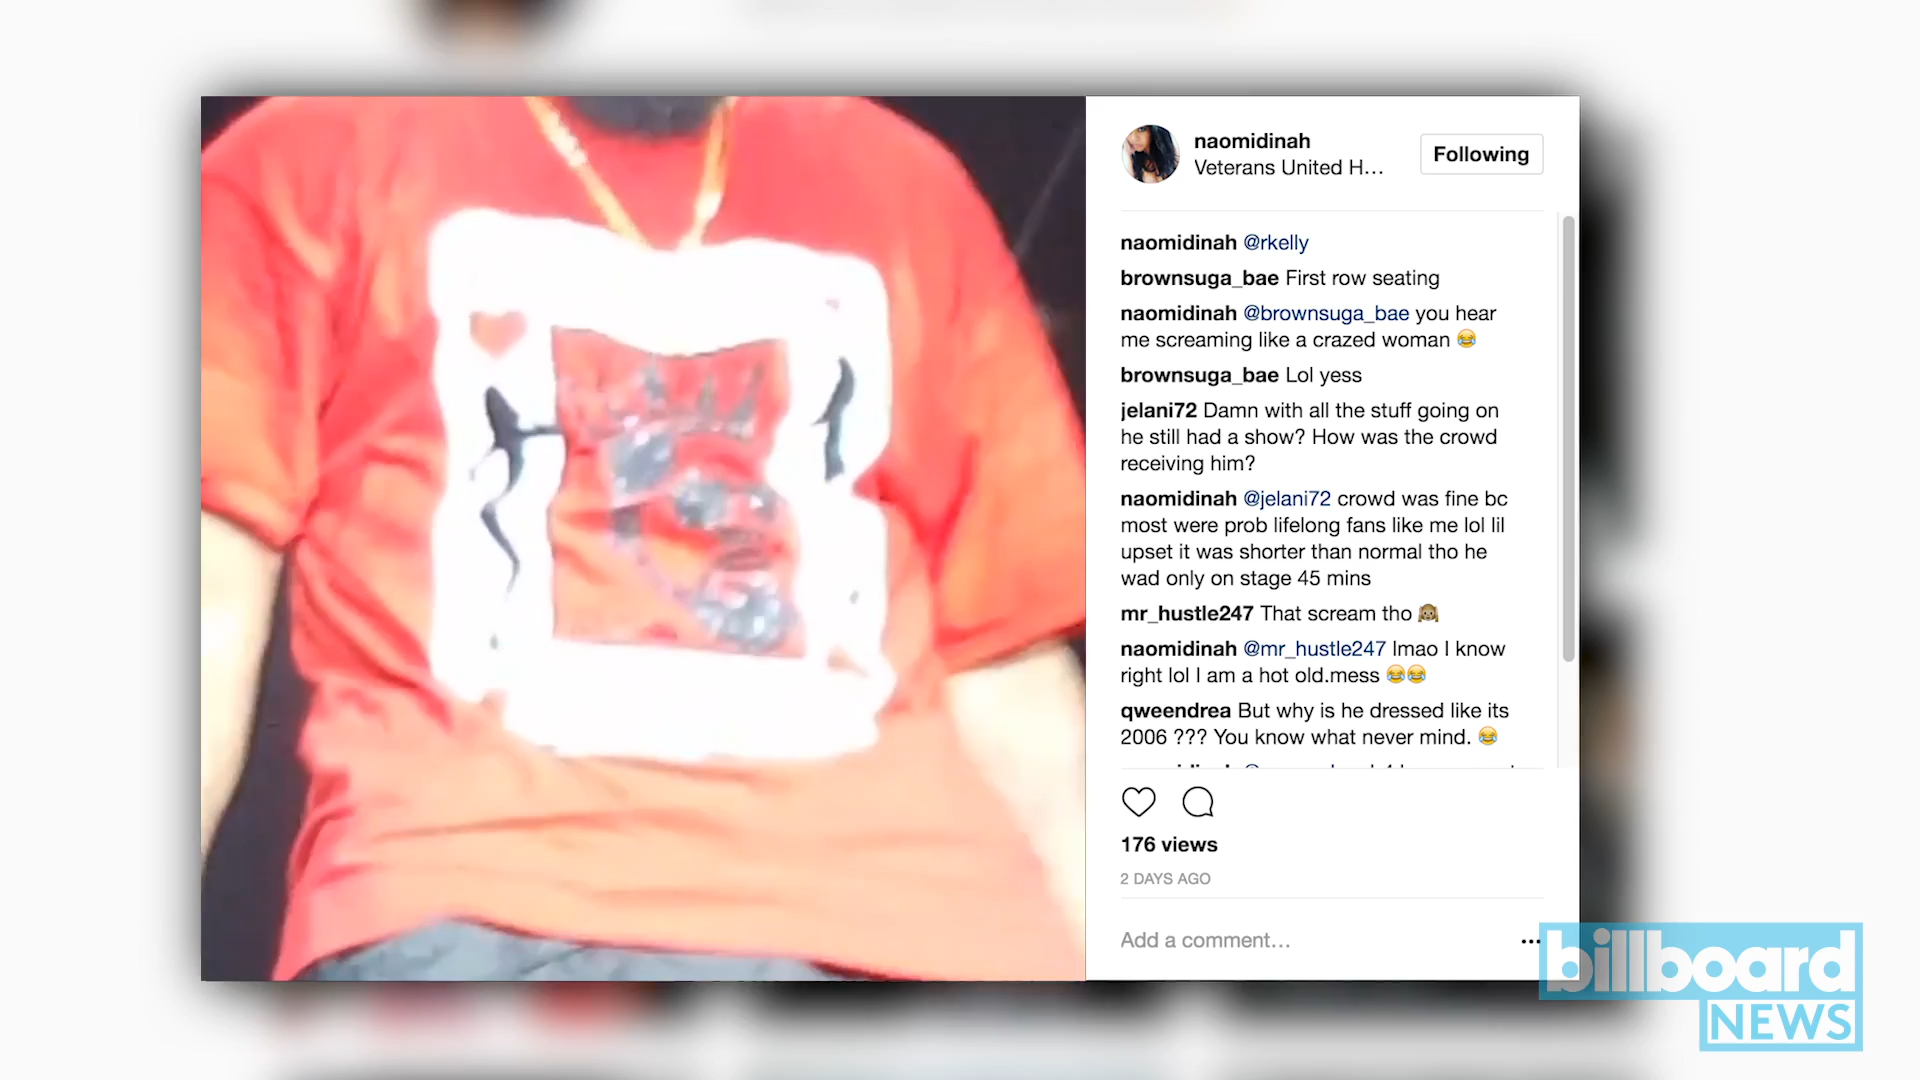 naomidinah
Veterans United H...
Following
naomidinah @rkelly
brownsuga_bae First row seating
naomidinah @brownsuga_bae you hear
me screaming like a crazed woman 😂
brownsuga_bae Lol yess
jelani72 Damn with all the stuff going on
he still had a show? How was the crowd
receiving him?
naomidinah @jelani72 crowd was fine bc
most were prob lifelong fans like me lol lil
upset it was shorter than normal tho he
wad only on stage 45 mins
mr_hustle247 That scream tho 🙊
naomidinah @mr_hustle247 lmao I know
right lol I am a hot old.mess 😂😂
qweendrea But why is he dressed like its
2006 ??? You know what never mind. 😂
176 views
2 DAYS AGO
Add a comment...
billboard
NEWS